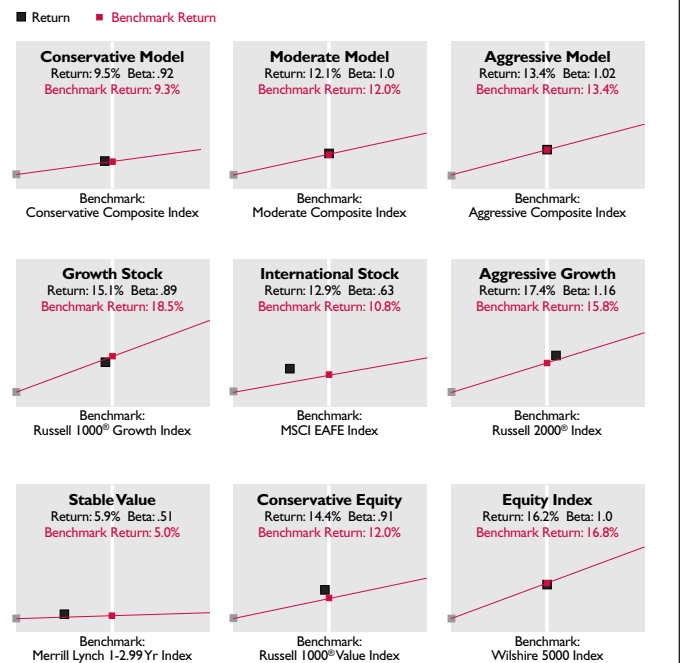 Return Benchmark Return
Conservative Model
Return: 9.5% Beta: .92
Benchmark Return: 9.3%
Benchmark:
Conservative Composite Index
Moderate Model
Return: 12.1% Beta: 1.0
Benchmark Return: 12.0%
Benchmark:
Moderate Composite Index
Aggressive Model
Return: 13.4% Beta: 1.02
Benchmark Return: 13.4%
Benchmark:
Aggressive Composite Index
Growth Stock
Return: 15.1% Beta: .89
Benchmark Return: 18.5%
Benchmark:
Russell 1000® Growth Index
International Stock
Return: 12.9% Beta: .63
Benchmark Return: 10.8%
Benchmark:
MSCI EAFE Index
Aggressive Growth
Return: 17.4% Beta: 1.16
Benchmark Return: 15.8%
Benchmark:
Russell 2000® Index
Stable Value
Return: 5.9% Beta: .51
Benchmark Return: 5.0%
Benchmark:
Merrill Lynch 1-2.99 Yr Index
Conservative Equity
Return: 14.4% Beta: .91
Benchmark Return: 12.0%
Benchmark:
Russell 1000® Value Index
Equity Index
Return: 16.2% Beta: 1.0
Benchmark Return: 16.8%
Benchmark:
Wilshire 5000 Index